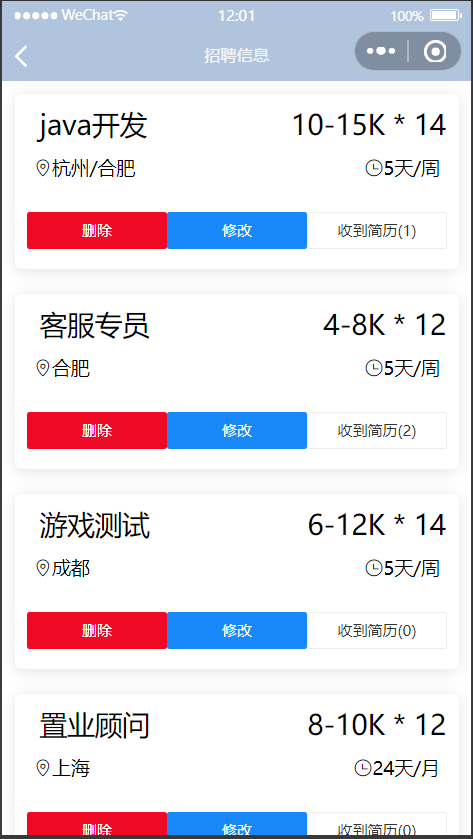 WeChat 12:01 100%
招聘信息
java开发 10-15K * 14
杭州/合肥 5天/周
删除 修改 收到简历(1)
客服专员 4-8K * 12
合肥 5天/周
删除 修改 收到简历(2)
游戏测试 6-12K * 14
成都 5天/周
删除 修改 收到简历(0)
置业顾问 8-10K * 12
上海 24天/月
删除 修改 收到简历(0)